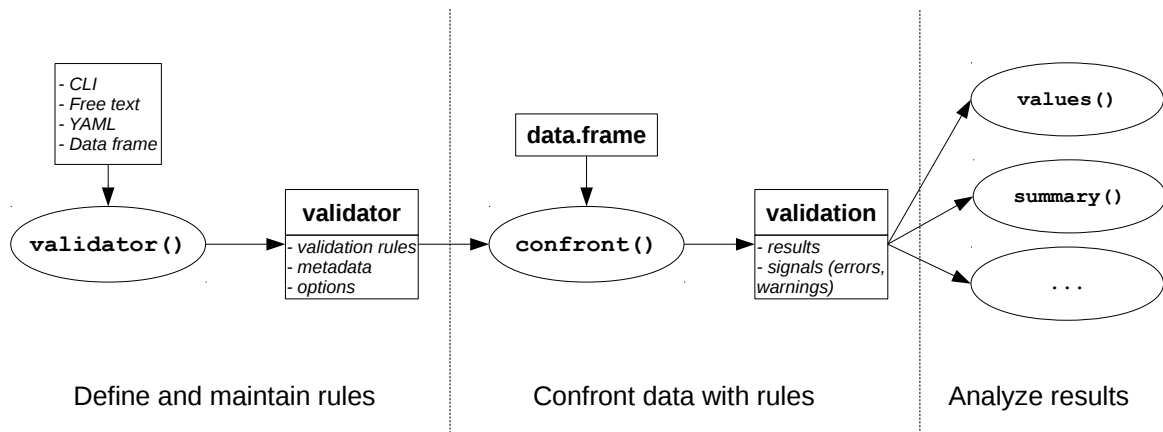 - CLI
- Free text
- YAML
- Data frame
validator()
validator
- validation rules
- metadata
- options
Define and maintain rules
data.frame
confront()
validation
- results
- signals (errors,
warnings)
Confront data with rules
values()
summary()
...
Analyze results